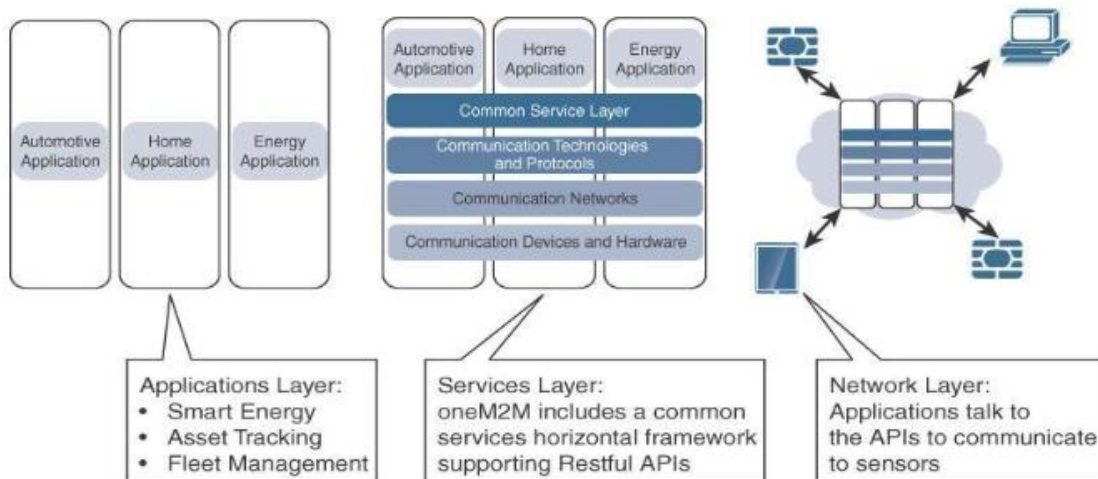 Automotive
Application
Home
Application
Energy
Application
Automotive
Application
Home
Application
Energy
Application
Common Service Layer
Communication Technologies
and Protocols
Communication Networks
Communication Devices and Hardware
Applications Layer:
• Smart Energy
• Asset Tracking
• Fleet Management
Services Layer:
oneM2M includes a common
services horizontal framework
supporting Restful APIs
Network Layer:
Applications talk to
the APIs to communicate
to sensors